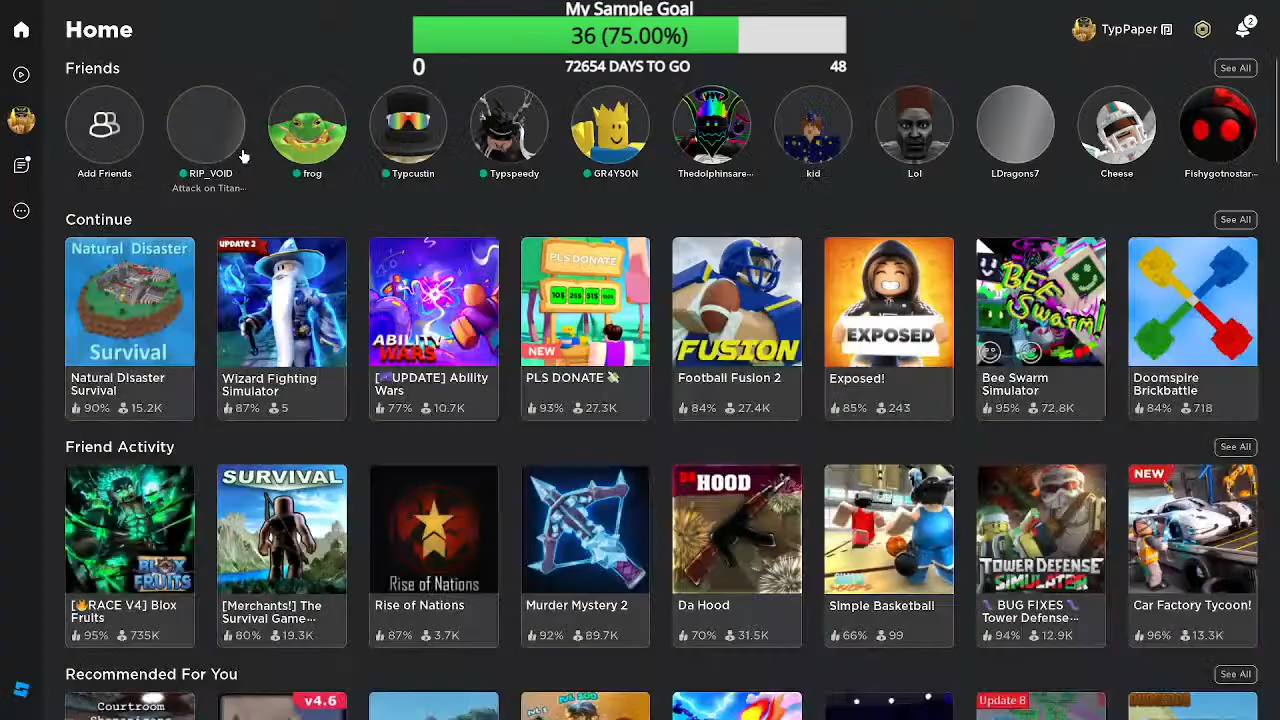 My Sample Goal
Home
36 (75.00%)
TypPaper
2
0
72654 DAYS TO GO
48
Friends
See All
Add Friends
RIP_VOID
frog
Typcustin
Typspeedy
GR4YS0N
Thedolphinsare···
kid
Lol
LDragons7
Cheese
Fishygotnostar···
Attack on Titan···
Continue
See All
Natural Disaster
Survival
UPDATE 2
ABILITY
WARS
PLS DONATE
NEW
FUSION
EXPOSED
BEE
Swarm!
Natural Disaster
Survival
Wizard Fighting
Simulator
[UPDATE] Ability
Wars
PLS DONATE
Football Fusion 2
Exposed!
Bee Swarm
Simulator
Doomspire
Brickbattle
90% 15.2K
87% 5
77% 10.7K
93% 27.3K
84% 27.4K
85% 243
95% 72.8K
84% 718
Friend Activity
See All
BLOX
FRUITS
SURVIVAL
Rise of Nations
DA HOOD
TOWER DEFENSE
SIMULATOR
NEW
[🔥RACE V4] Blox
Fruits
[Merchants!] The
Survival Game···
Rise of Nations
Murder Mystery 2
Da Hood
Simple Basketball
BUG FIXES
Tower Defense···
Car Factory Tycoon!
95% 735K
80% 19.3K
87% 3.7K
92% 89.7K
70% 31.5K
66% 99
94% 12.9K
96% 13.3K
Recommended For You
See All
Courtroom
v4.6
Update 8